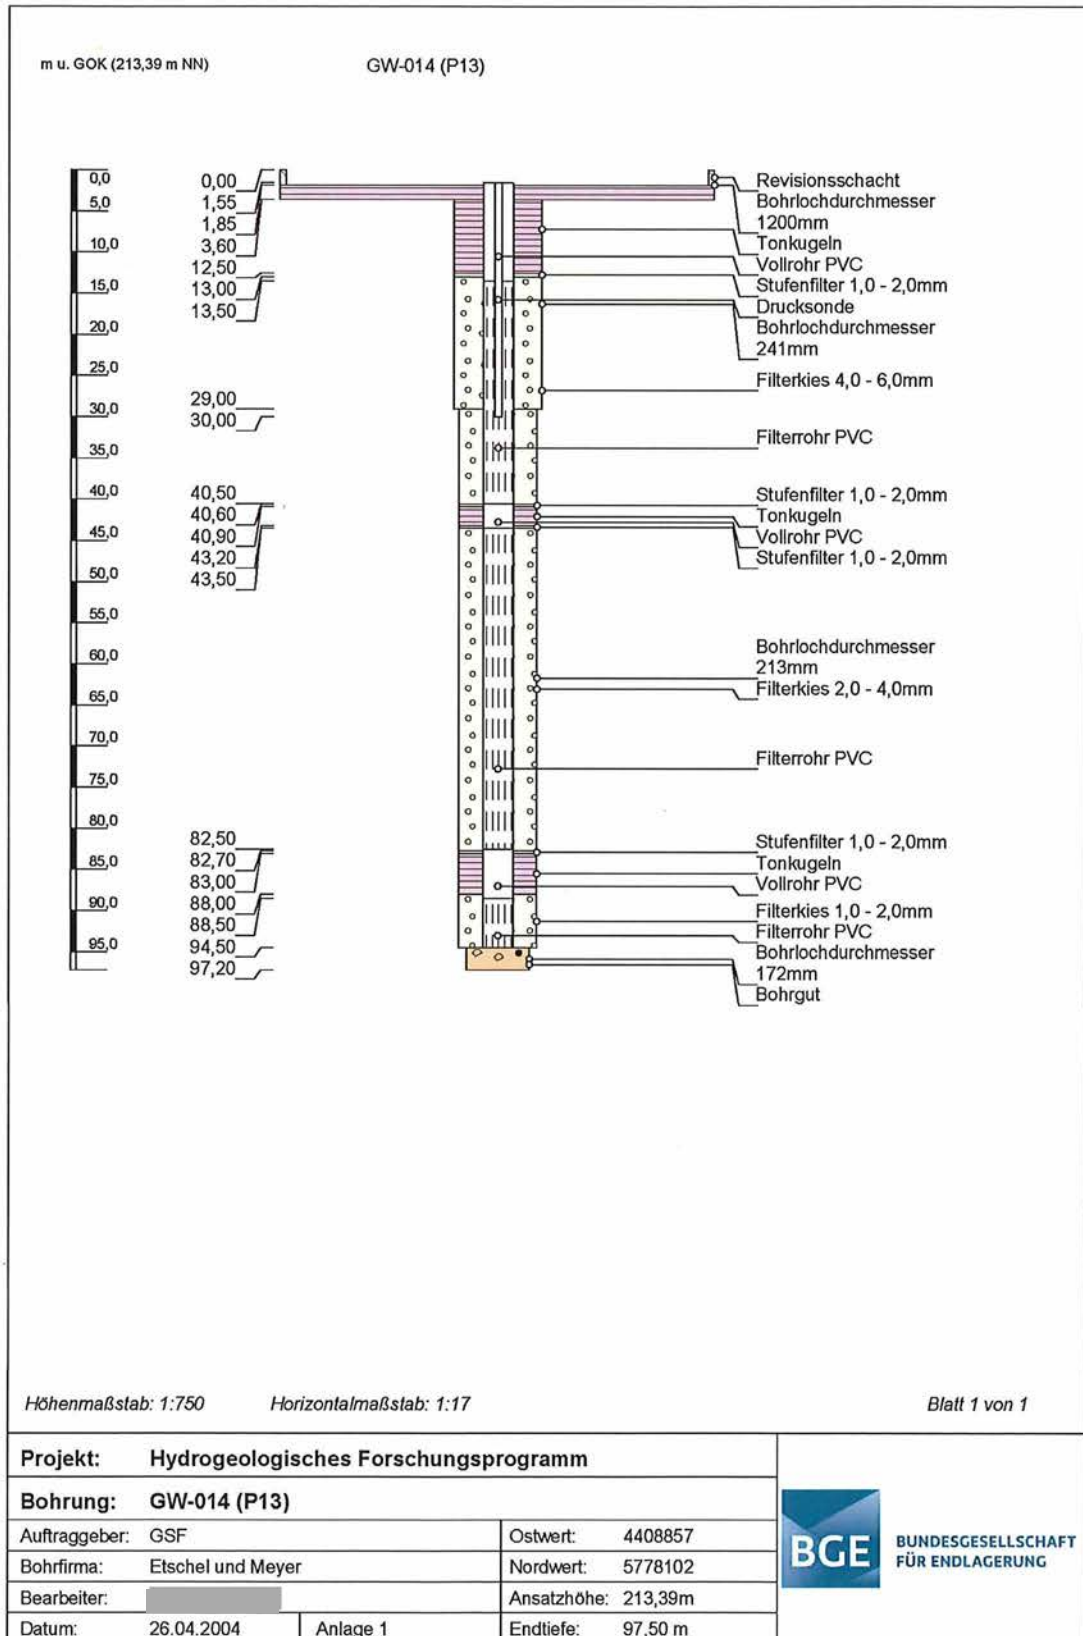 m u. GOK (213,39 m NN)
GW-014 (P13)
0,0
5,0
10,0
15,0
20,0
25,0
30,0
35,0
40,0
45,0
50,0
55,0
60,0
65,0
70,0
75,0
80,0
85,0
90,0
95,0
0,00
1,55
1,85
3,60
12,50
13,00
13,50
29,00
30,00
40,50
40,60
40,90
43,20
43,50
82,50
82,70
83,00
88,00
88,50
94,50
97,20
Revisionsschacht
Bohrlochdurchmesser
1200mm
Tonkugeln
Vollrohr PVC
Stufenfilter 1,0 - 2,0mm
Drucksonde
Bohrlochdurchmesser
241mm
Filterkies 4,0 - 6,0mm
Filterrohr PVC
Stufenfilter 1,0 - 2,0mm
Tonkugeln
Vollrohr PVC
Stufenfilter 1,0 - 2,0mm
Bohrlochdurchmesser
213mm
Filterkies 2,0 - 4,0mm
Filterrohr PVC
Stufenfilter 1,0 - 2,0mm
Tonkugeln
Vollrohr PVC
Filterkies 1,0 - 2,0mm
Filterrohr PVC
Bohrlochdurchmesser
172mm
Bohrgut
Höhenmaßstab: 1:750 Horizontalmaßstab: 1:17 Blatt 1 von 1
Projekt: Hydrogeologisches Forschungsprogramm
Bohrung: GW-014 (P13)
Auftraggeber: GSF Ostwert: 4408857
Bohrfirma: Etschel und Meyer Nordwert: 5778102
Bearbeiter: Ansatzhöhe: 213,39m
Datum: 26.04.2004 Anlage 1 Endtiefe: 97,50 m
BGE BUNDESGESELLSCHAFT
FÜR ENDLAGERUNG